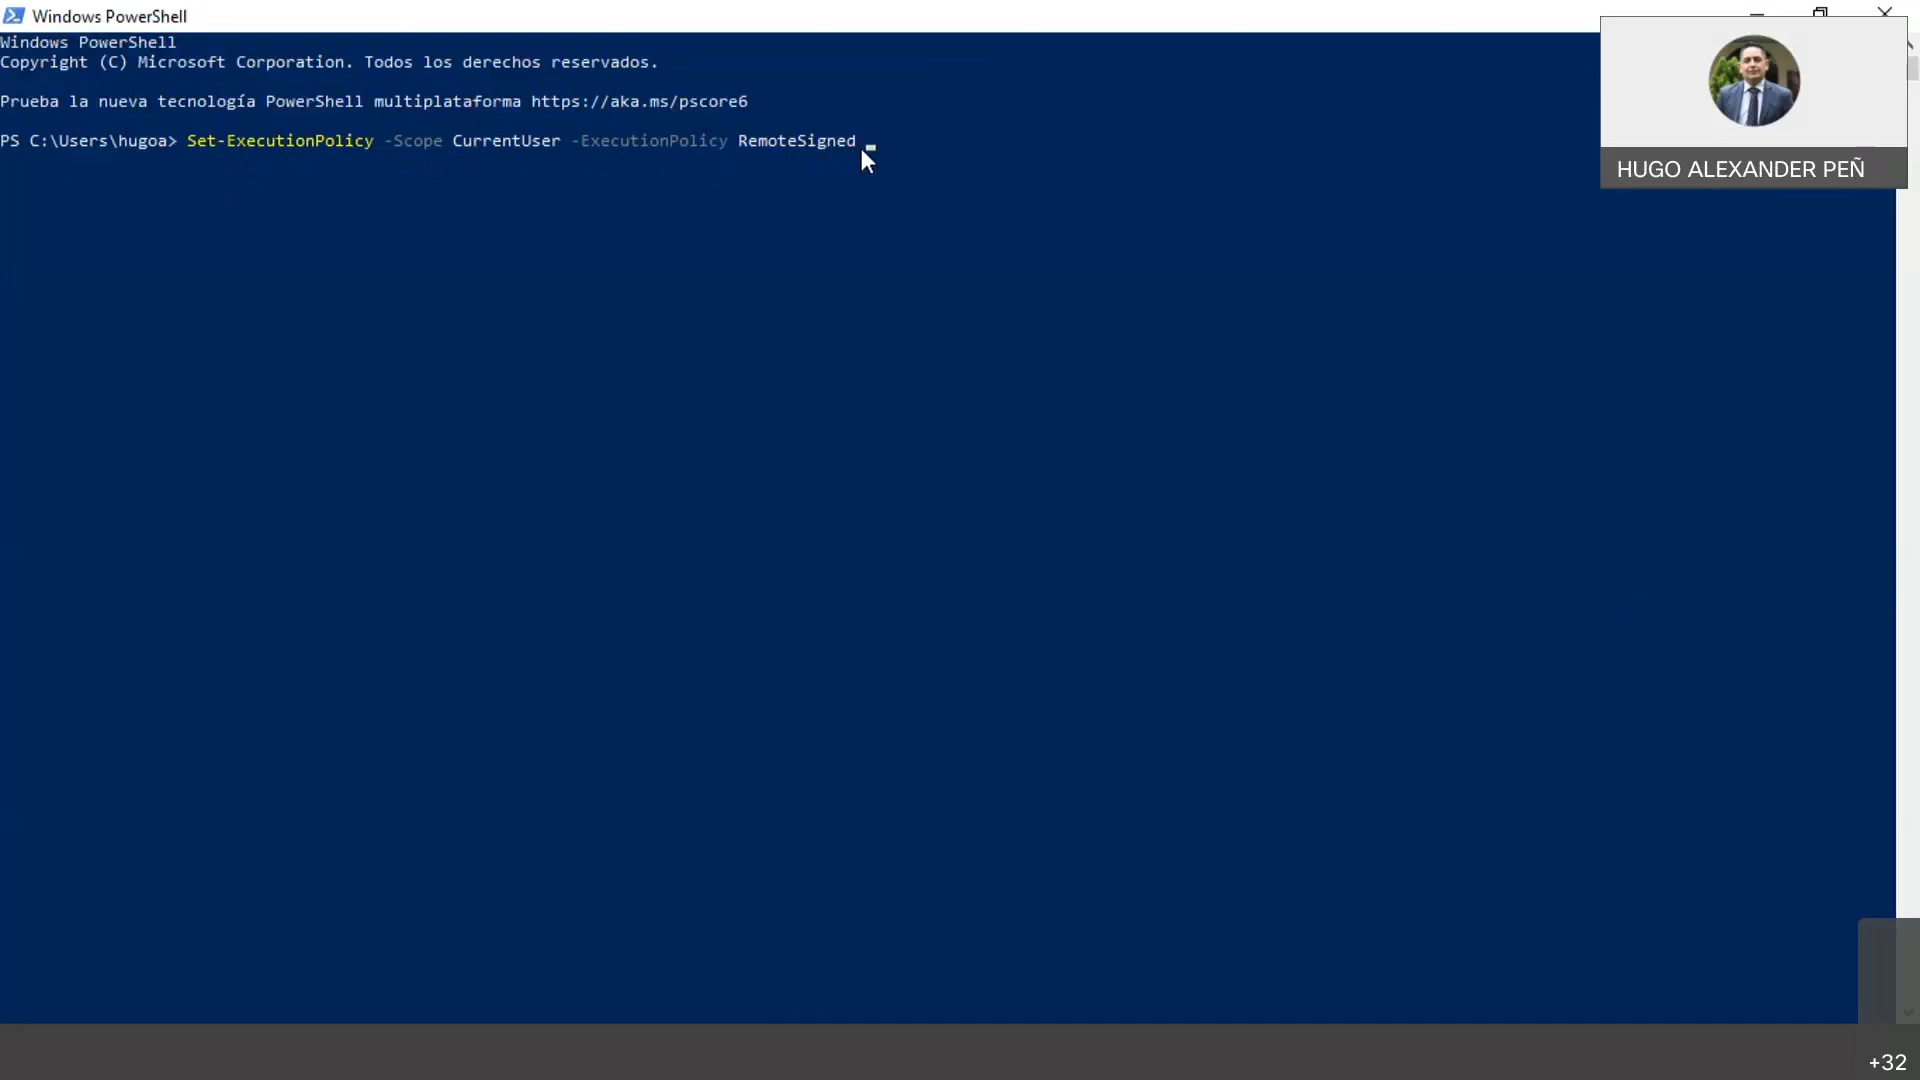 Windows PowerShell
Windows PowerShell
Copyright (C) Microsoft Corporation. Todos los derechos reservados.
Prueba la nueva tecnología PowerShell multiplataforma https://aka.ms/pscore6
PS C:\Users\hugoa> Set-ExecutionPolicy -Scope CurrentUser -ExecutionPolicy RemoteSigned
HUGO ALEXANDER PEÑ
+32